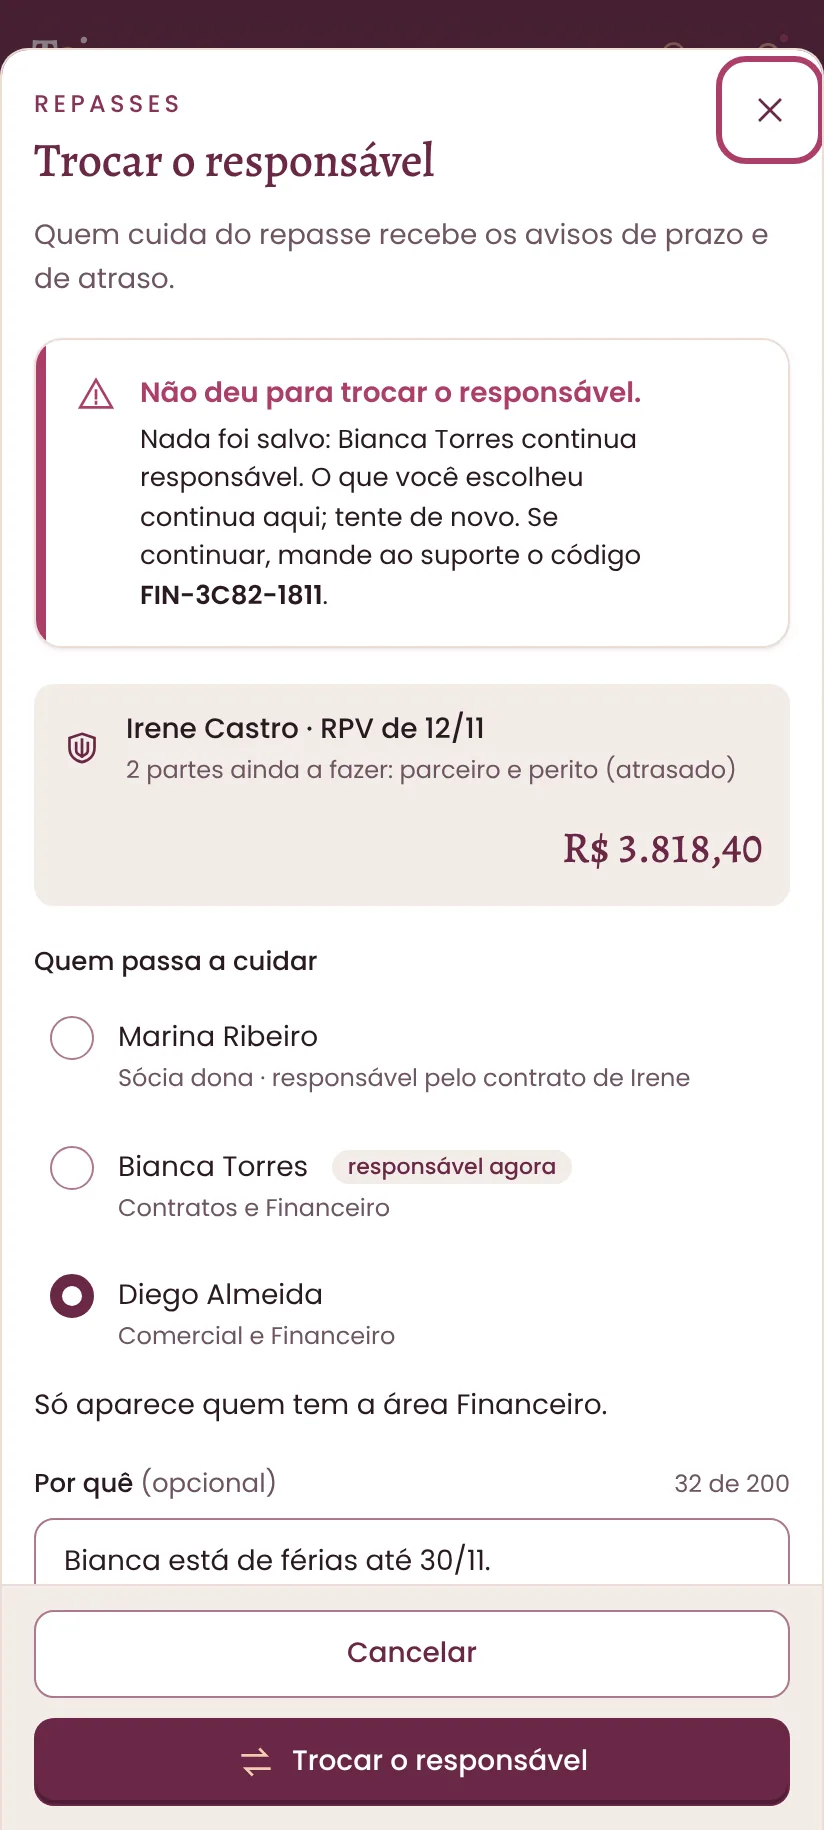 REPASSES
Trocar o responsável
Quem cuida do repasse recebe os avisos de prazo e
de atraso.
Não deu para trocar o responsável.
Nada foi salvo: Bianca Torres continua
responsável. O que você escolheu
continua aqui; tente de novo. Se
continuar, mande ao suporte o código
FIN-3C82-1811.
Irene Castro · RPV de 12/11
2 partes ainda a fazer: parceiro e perito (atrasado)
R$ 3.818,40
Quem passa a cuidar
Marina Ribeiro
Sócia dona · responsável pelo contrato de Irene
Bianca Torres responsável agora
Contratos e Financeiro
Diego Almeida
Comercial e Financeiro
Só aparece quem tem a área Financeiro.
Por quê (opcional) 32 de 200
Bianca está de férias até 30/11.
Cancelar
Trocar o responsável